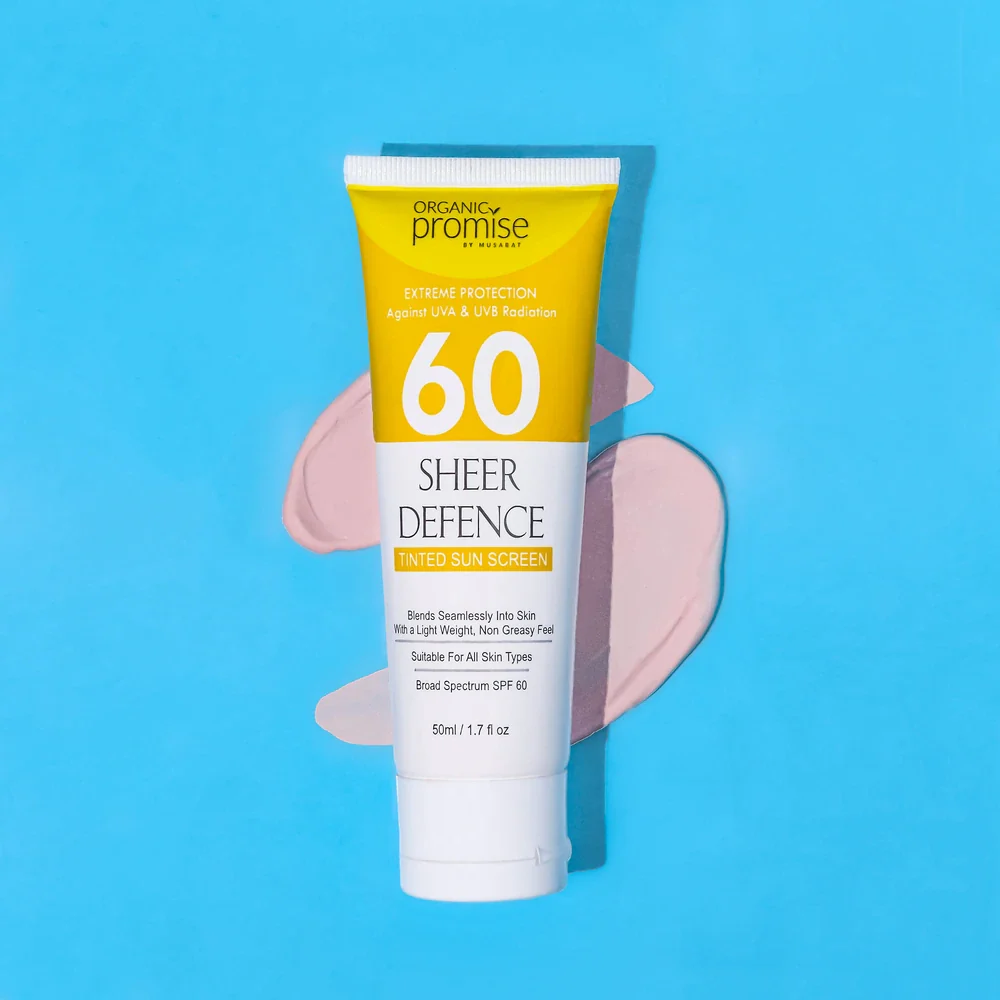 ORGANIC
promise
BY MUSARAT
EXTREME PROTECTION
Against UVA & UVB Radiation
60
SHEER
DEFENCE
TINTED SUN SCREEN
Blends Seamlessly Into Skin
With a Light Weight, Non Greasy Feel
Suitable For All Skin Types
Broad Spectrum SPF 60
50ml / 1.7 fl oz